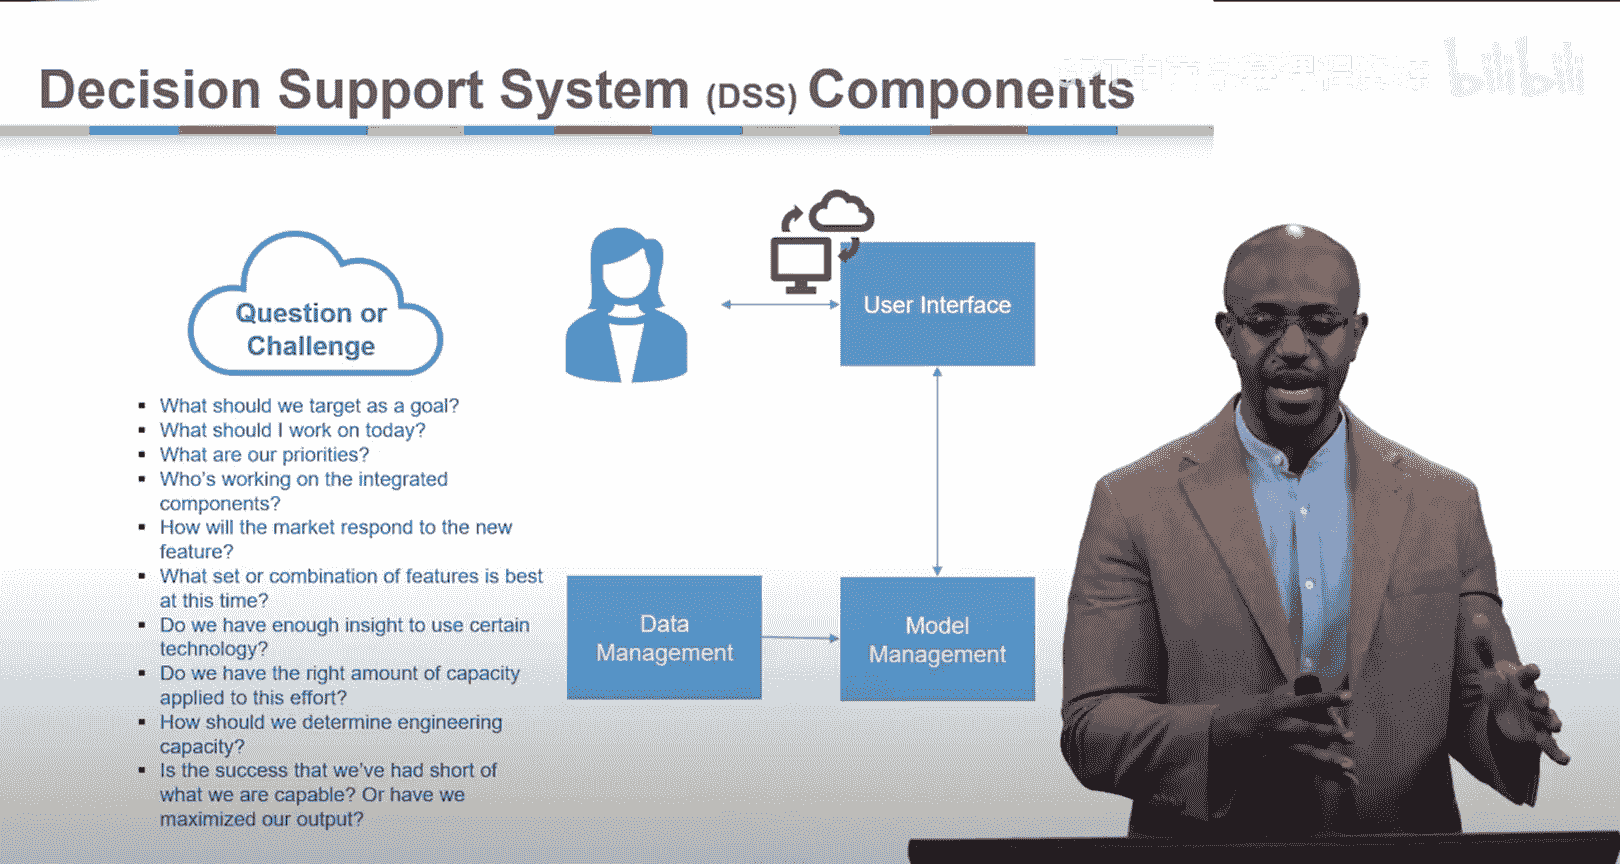 Decision Support System (DSS) Components
bilibili
Question or
Challenge
▪ What should we target as a goal?
▪ What should I work on today?
▪ What are our priorities?
▪ Who's working on the integrated
components?
▪ How will the market respond to the new
feature?
▪ What set or combination of features is best
at this time?
▪ Do we have enough insight to use certain
technology?
▪ Do we have the right amount of capacity
applied to this effort?
▪ How should we determine engineering
capacity?
▪ Is the success that we've had short of
what we are capable? Or have we
maximized our output?
User Interface
Data
Management
Model
Management